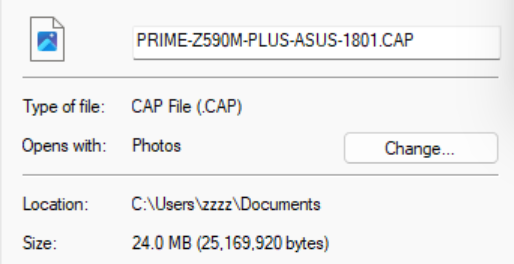 PRIME-Z590M-PLUS-ASUS-1801.CAP
Type of file: CAP File (.CAP)
Opens with: Photos Change...
Location: C:\Users\zzzz\Documents
Size: 24.0 MB (25,169,920 bytes)